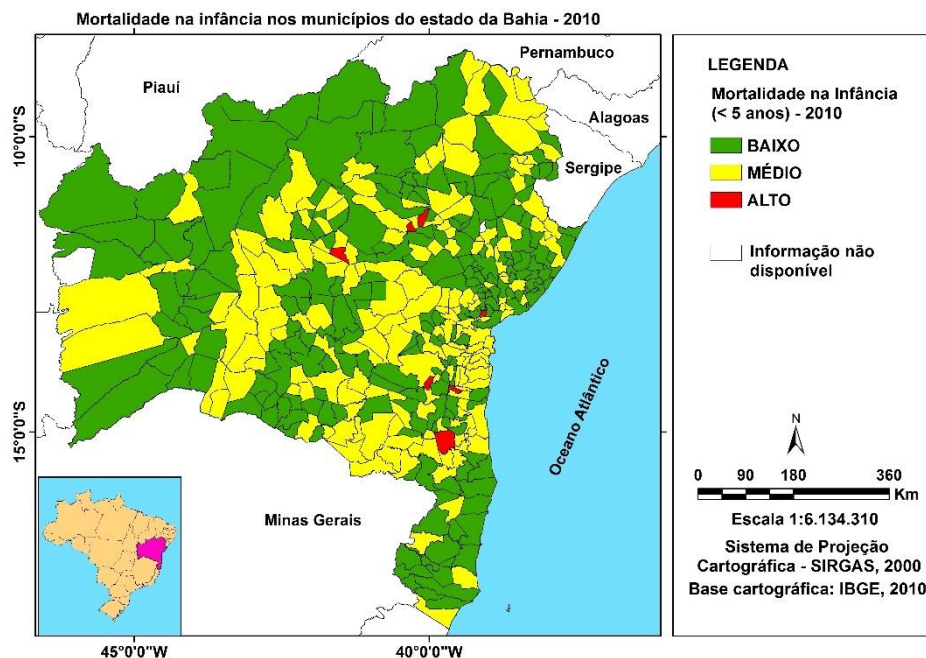 Mortalidade na infância nos municípios do estado da Bahia - 2010
Pernambuco
Piauí
Alagoas
Sergipe
10°0'0"S
15°0'0"S
Oceano Atlântico
Minas Gerais
45°0'0"W
40°0'0"W
LEGENDA
Mortalidade na Infância
(< 5 anos) - 2010
BAIXO
MÉDIO
ALTO
Informação não
disponível
N
0 90 180 360
Km
Escala 1:6.134.310
Sistema de Projeção
Cartográfica - SIRGAS, 2000
Base cartográfica: IBGE, 2010